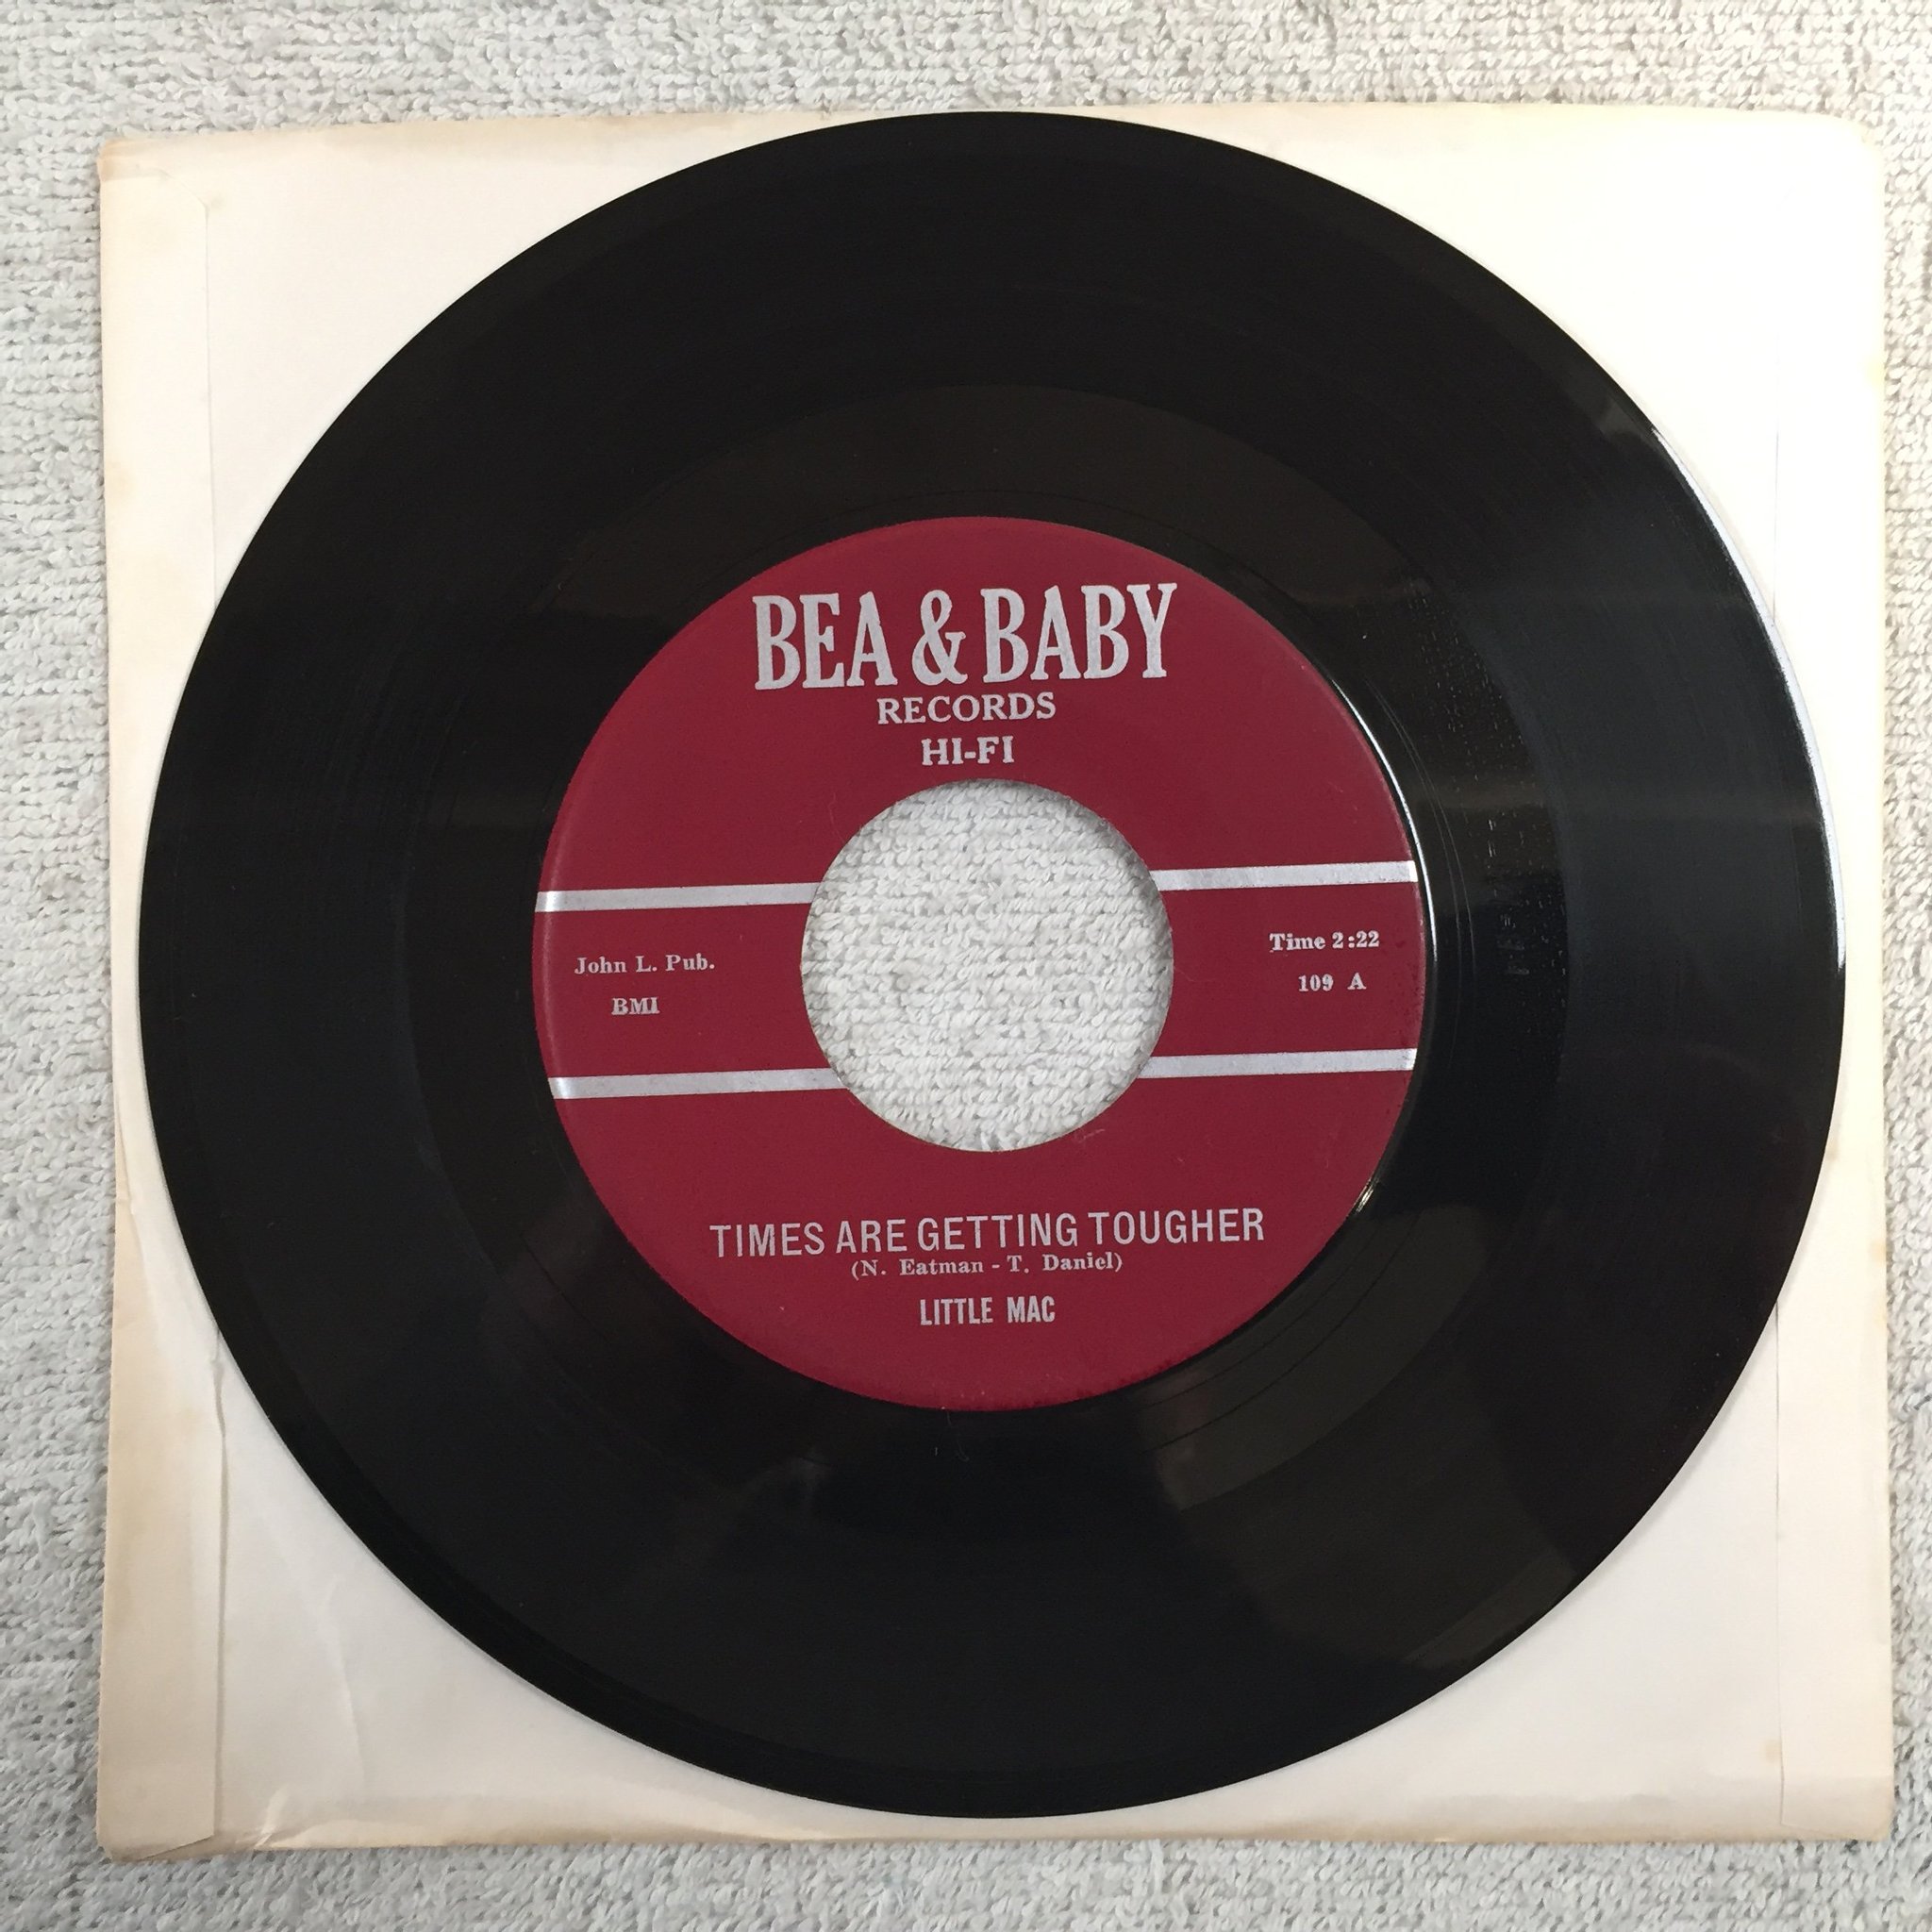 BEA & BABY
RECORDS
HI-FI
John L. Pub.
BMI
Time 2:22
109 A
TIMES ARE GETTING TOUGHER
(N. Eatman - T. Daniel)
LITTLE MAC